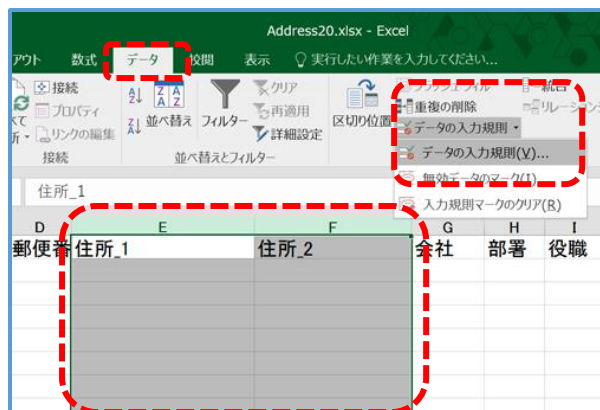 Address20.xlsx - Excel
アウト 数式 データ 校閲 表示 実行したい作業を入力してください...
接続
プロパティ
リンクの編集
接続
並べ替え
フィルター
クリア
再適用
詳細設定
並べ替えとフィルター
区切り位置
フラッシュ フィル
重複の削除
データの入力規則
統合
リレーション
データの入力規則(V)...
無効データのマーク(I)
入力規則マークのクリア(R)
住所_1
D E F G H I
郵便番 住所_1 住所_2 会社 部署 役職